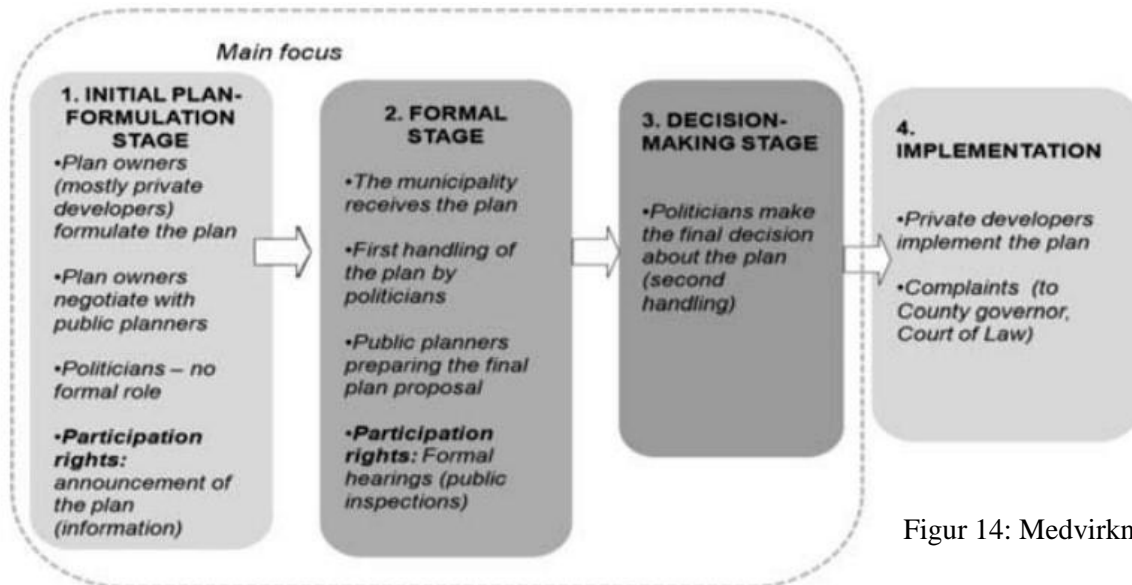 Main focus
1. INITIAL PLAN-
FORMULATION
STAGE
•Plan owners
(mostly private
developers)
formulate the plan
•Plan owners
negotiate with
public planners
•Politicians – no
formal role
•Participation
rights:
announcement of
the plan
(information)
2. FORMAL
STAGE
•The municipality
receives the plan
•First handling of
the plan by
politicians
•Public planners
preparing the final
plan proposal
•Participation
rights: Formal
hearings (public
inspections)
3. DECISION-
MAKING STAGE
•Politicians make
the final decision
about the plan
(second
handling)
4.
IMPLEMENTATION
•Private developers
implement the plan
•Complaints (to
County governor,
Court of Law)
Figur 14: Medvirkn